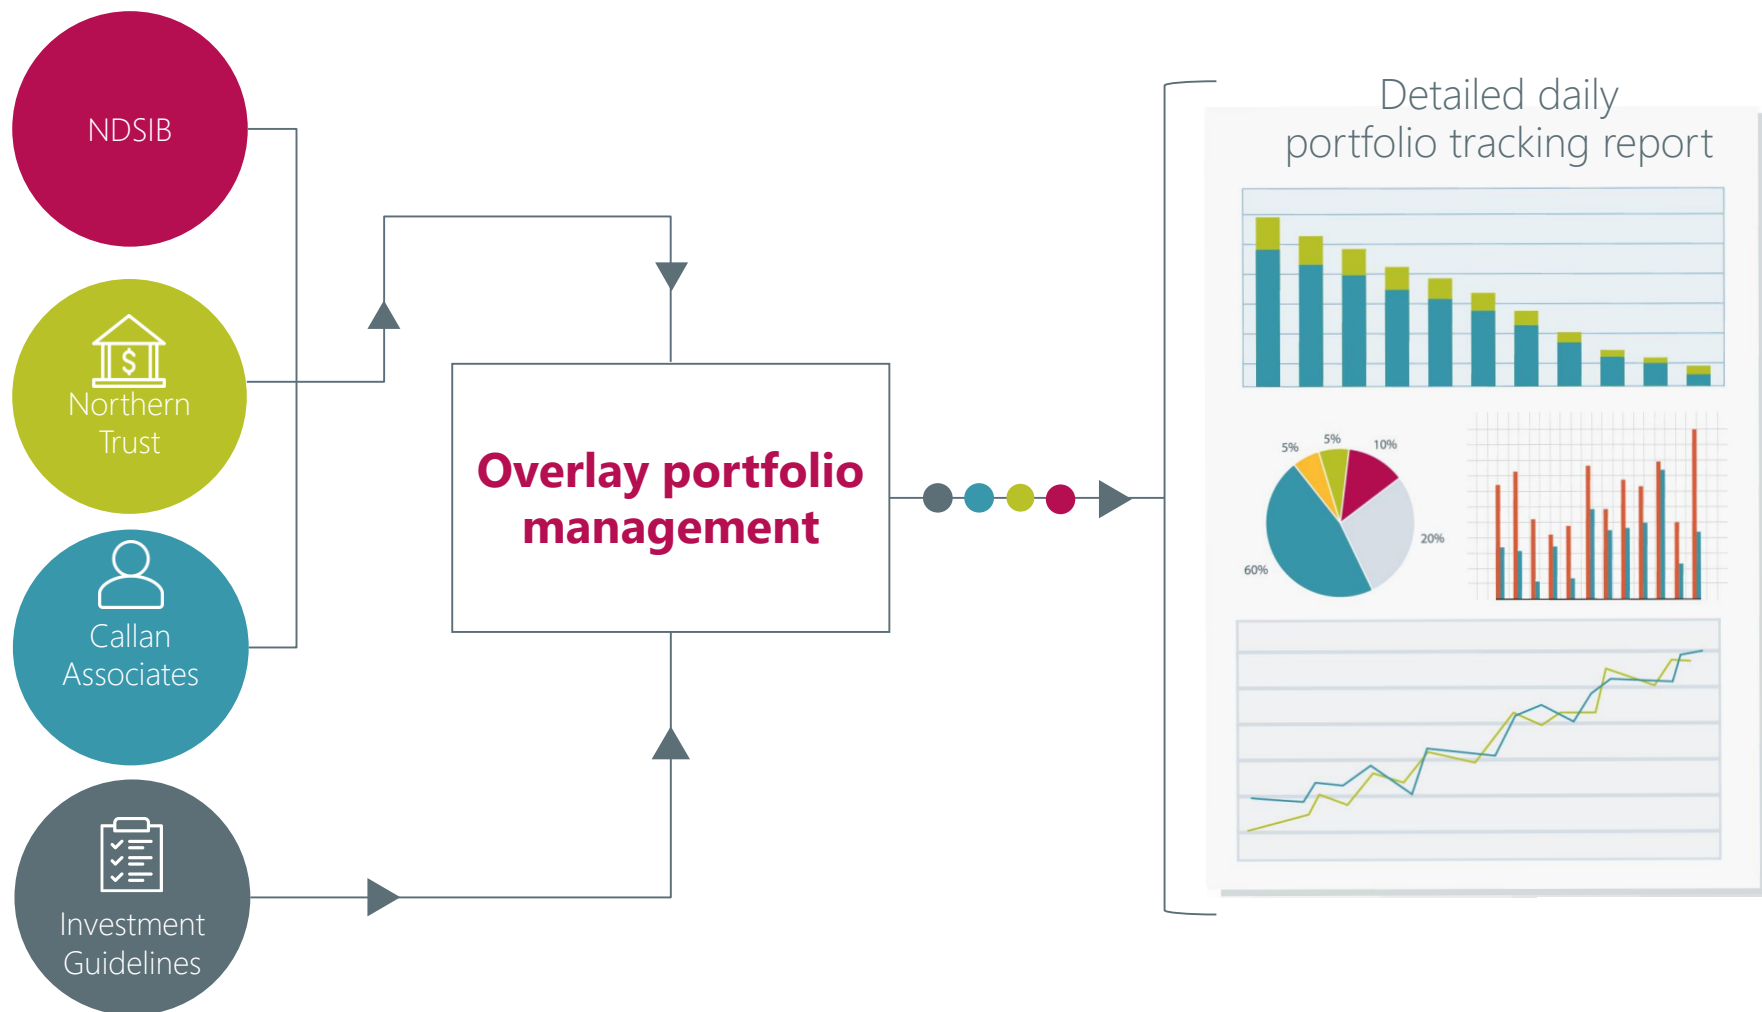 NDSIB
$
Northern
Trust
Callan
Associates
Investment
Guidelines
Overlay portfolio
management
Detailed daily
portfolio tracking report
5%
5%
10%
20%
60%